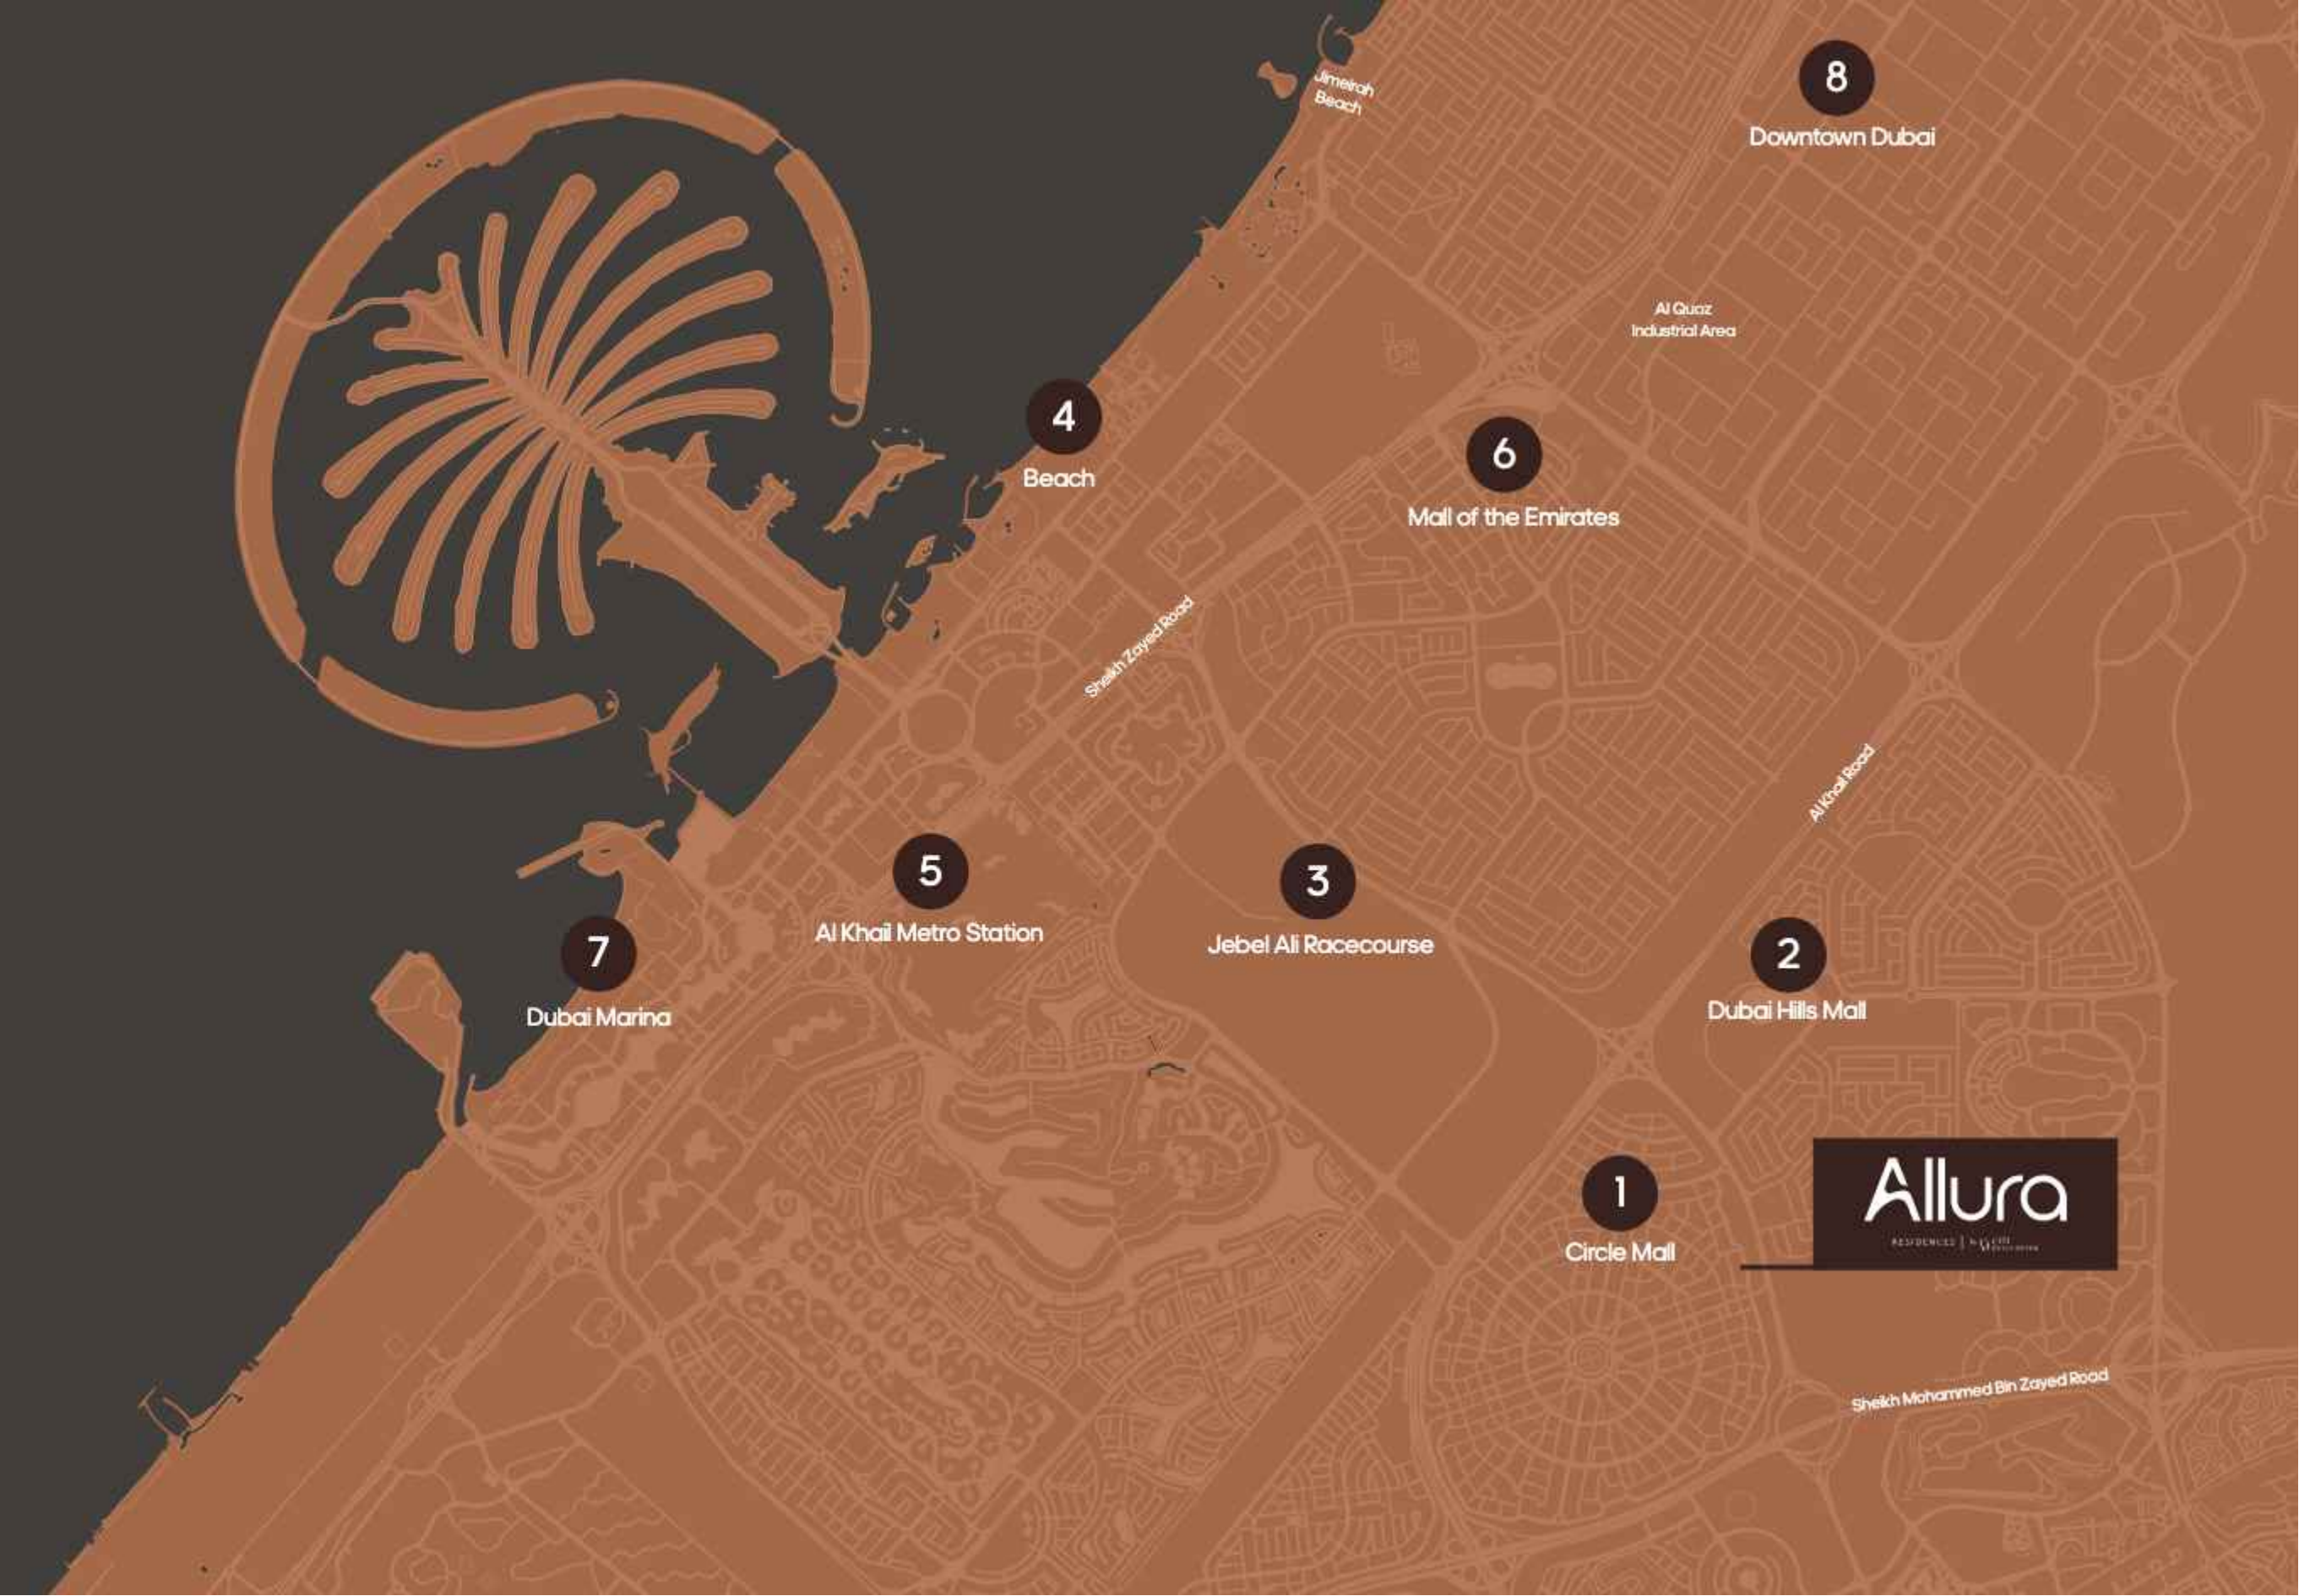 8
Downtown Dubai
Jimeirah
Beach
Al Quoz
Industrial Area
4
Beach
6
Mall of the Emirates
Sheikh Zayed Road
Al Khail Road
5
Al Khail Metro Station
3
Jebel Ali Racecourse
7
Dubai Marina
2
Dubai Hills Mall
1
Circle Mall
Allura
RESIDENCES
Sheikh Mohammed Bin Zayed Road